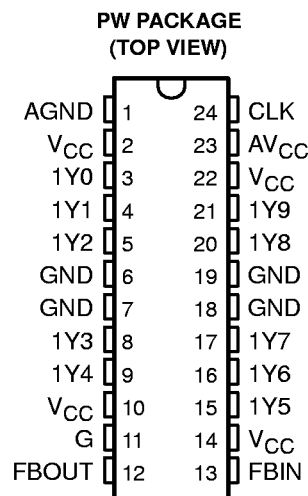 PW PACKAGE
(TOP VIEW)
AGND 1 24 CLK
VCC 2 23 AVCC
1Y0 3 22 VCC
1Y1 4 21 1Y9
1Y2 5 20 1Y8
GND 6 19 GND
GND 7 18 GND
1Y3 8 17 1Y7
1Y4 9 16 1Y6
VCC 10 15 1Y5
G 11 14 VCC
FBOUT 12 13 FBIN